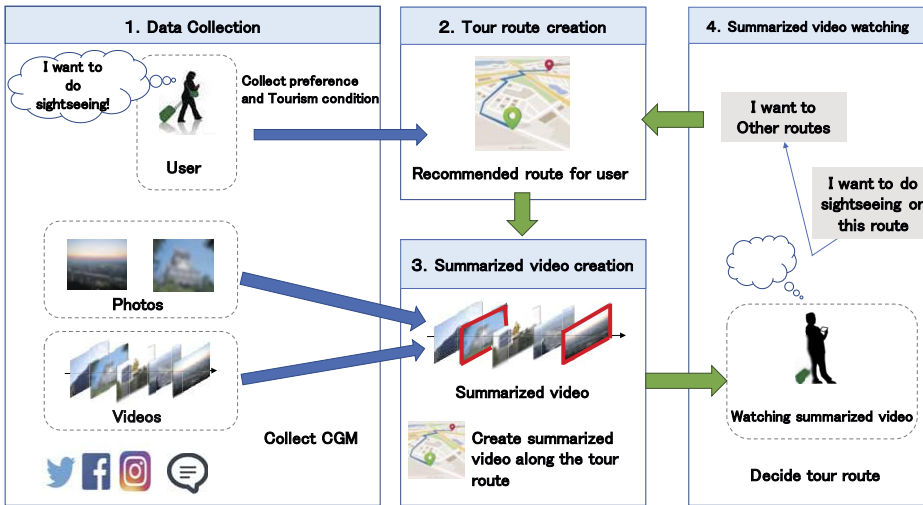 1. Data Collection
I want to
do
sightseeing!
Collect preference
and Tourism condition
User
Photos
Videos
Collect CGM
2. Tour route creation
Recommended route for user
3. Summarized video creation
Summarized video
Create summarized
video along the tour
route
4. Summarized video watching
I want to
Other routes
I want to do
sightseeing on
this route
Watching summarized video
Decide tour route